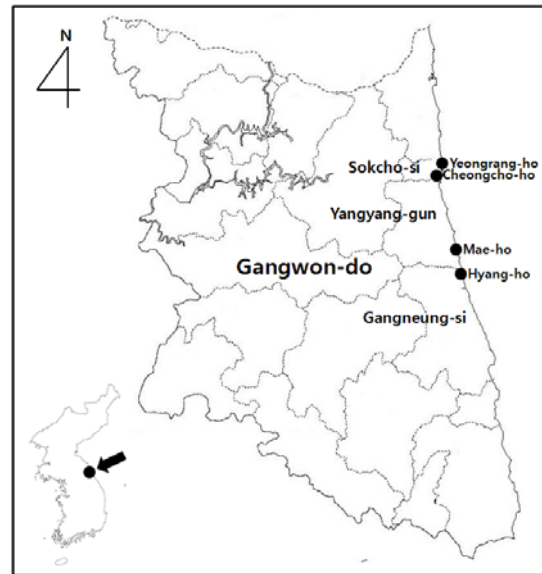 N
Yeongrang-ho
Sokcho-si
Cheongcho-ho
Yangyang-gun
Mae-ho
Gangwon-do
Hyang-ho
Gangneung-si